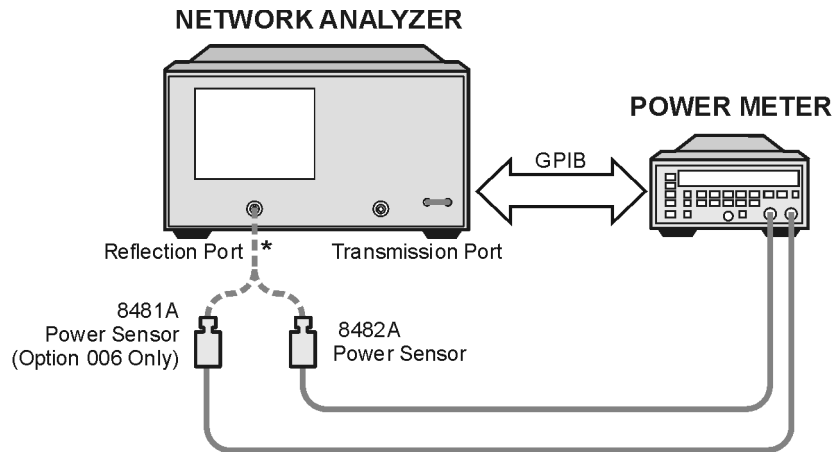 NETWORK ANALYZER
POWER METER
GPIB
Reflection Port *
Transmission Port
8481A
Power Sensor
(Option 006 Only)
8482A
Power Sensor